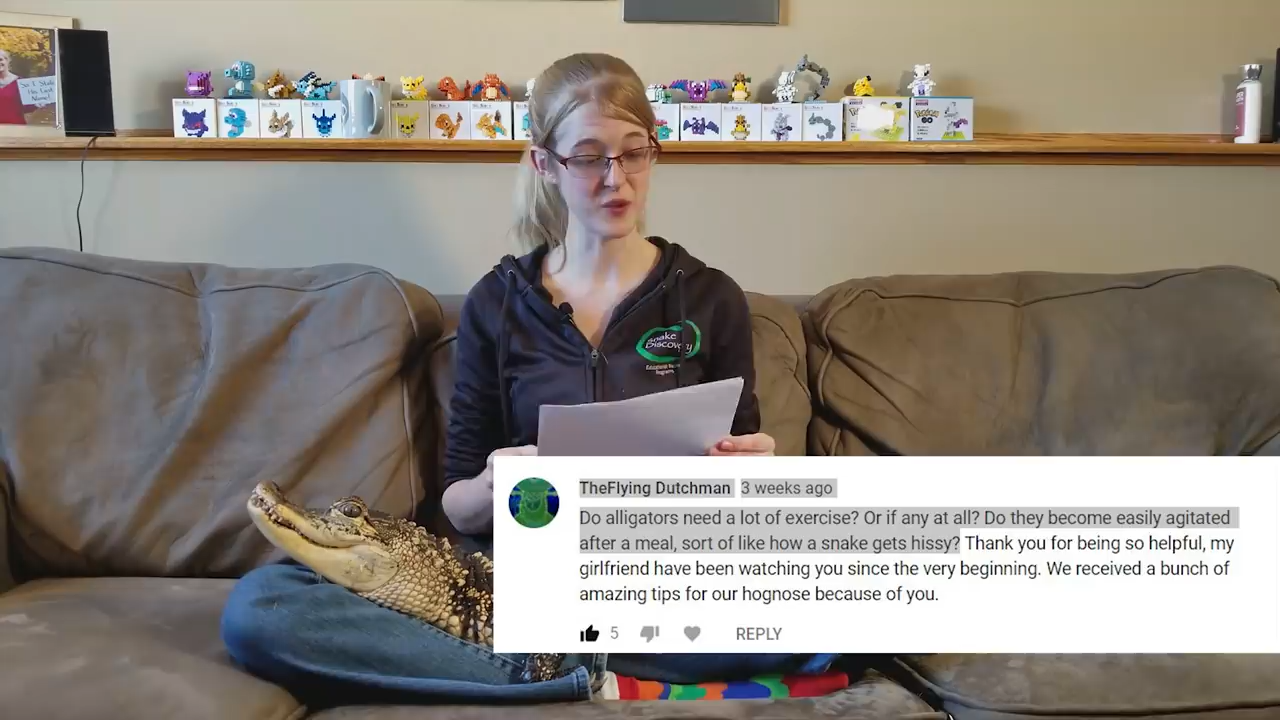 Snake
Discovery
TheFlying Dutchman 3 weeks ago
Do alligators need a lot of exercise? Or if any at all? Do they become easily agitated
after a meal, sort of like how a snake gets hissy? Thank you for being so helpful, my
girlfriend have been watching you since the very beginning. We received a bunch of
amazing tips for our hognose because of you.
5 REPLY